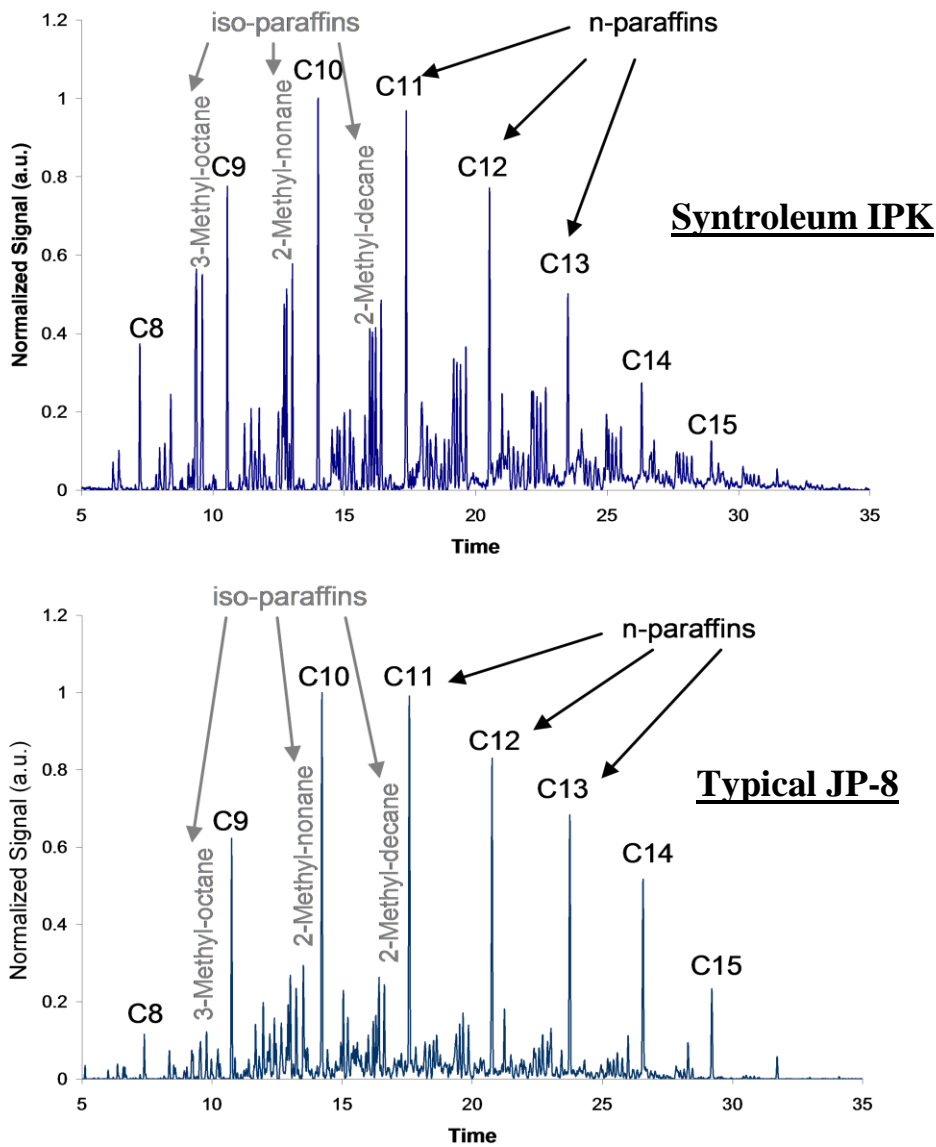 iso-paraffins
n-paraffins
1.2
1
0.8
0.6
0.4
0.2
0
Normalized Signal (a.u.)
C8
3-Methyl-octane
C9
2-Methyl-nonane
C10
2-Methyl-decane
C11
C12
C13
C14
C15
Syntroleum IPK
5 10 15 20 25 30 35
Time
iso-paraffins
n-paraffins
1.2
1
0.8
0.6
0.4
0.2
0
Normalized Signal (a.u.)
C8
3-Methyl-octane
C9
2-Methyl-nonane
C10
2-Methyl-decane
C11
C12
C13
C14
C15
Typical JP-8
5 10 15 20 25 30 35
Time